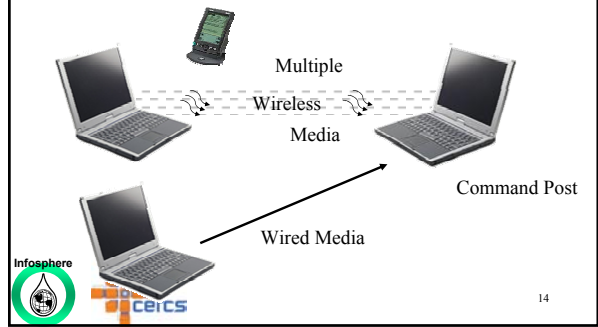 Multiple
Wireless
Media
Command Post
Wired Media
Infosphere
cercs
14